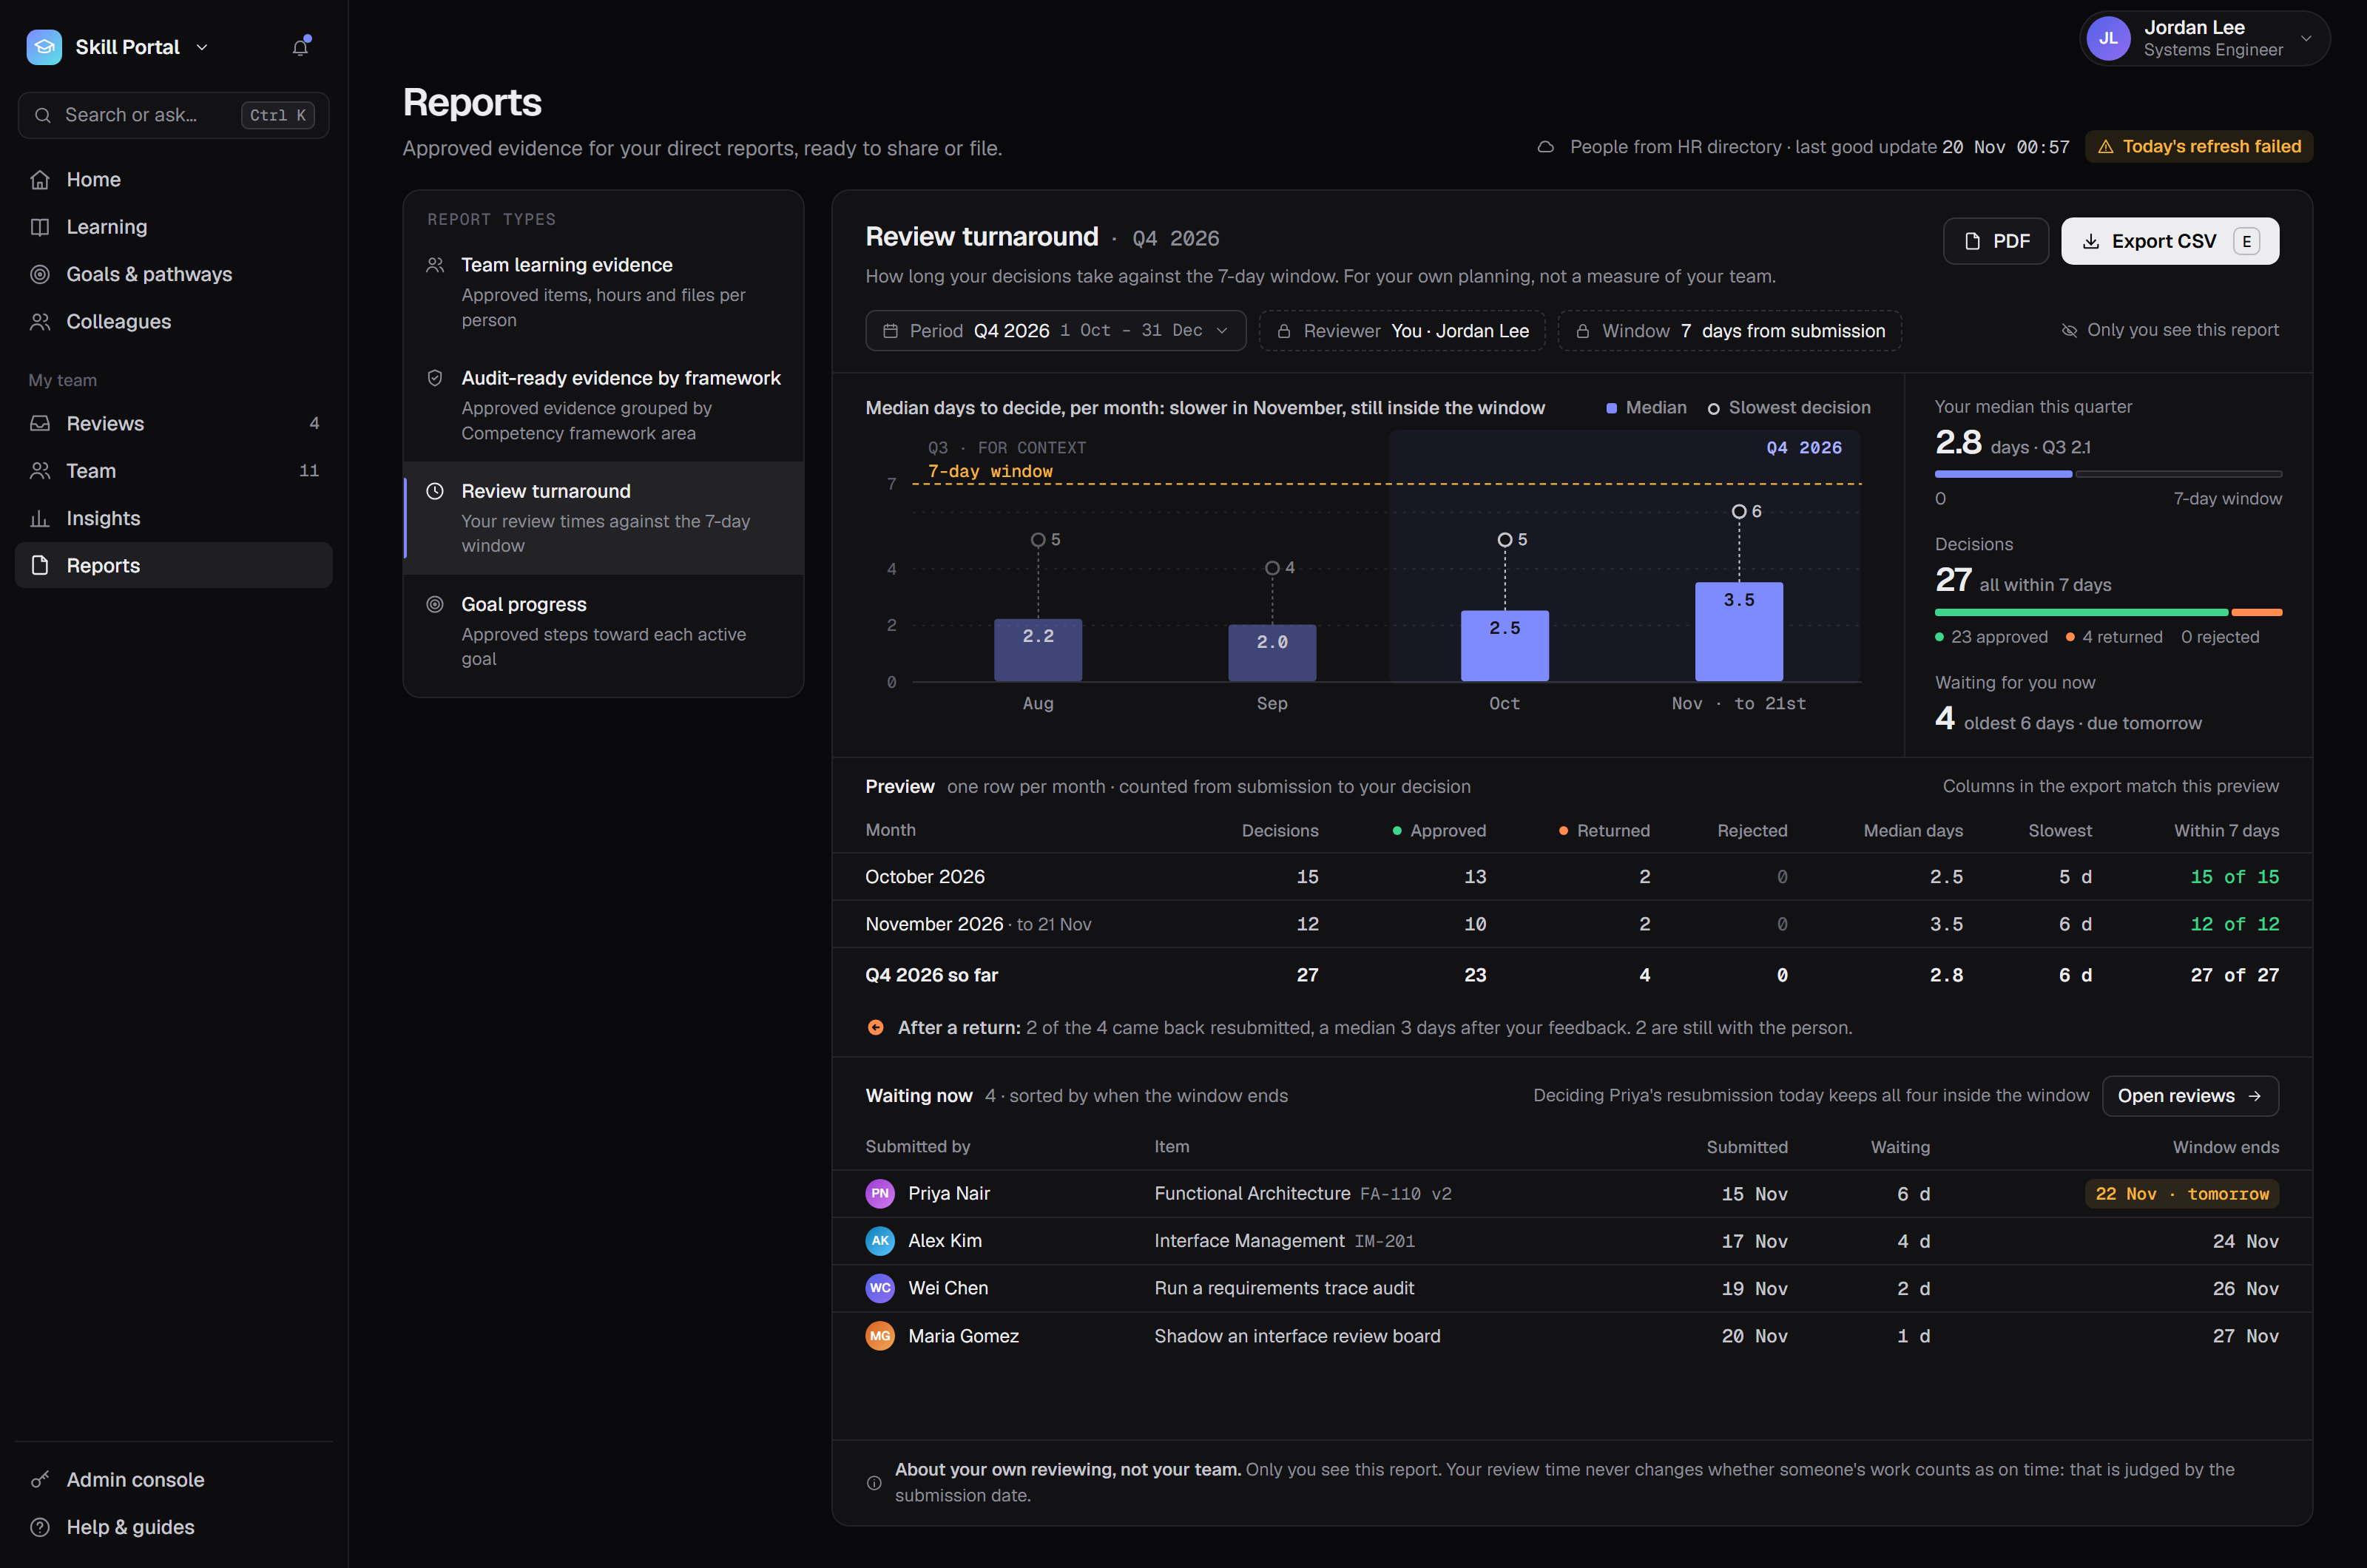 Skill Portal
Search or ask... Ctrl K
Home
Learning
Goals & pathways
Colleagues
My team
Reviews 4
Team 11
Insights
Reports
Admin console
Help & guides
JL Jordan Lee
Systems Engineer
Reports
Approved evidence for your direct reports, ready to share or file.
People from HR directory · last good update 20 Nov 00:57 Today's refresh failed
REPORT TYPES
Team learning evidence
Approved items, hours and files per
person
Audit-ready evidence by framework
Approved evidence grouped by
Competency framework area
Review turnaround
Your review times against the 7-day
window
Goal progress
Approved steps toward each active
goal
Review turnaround · Q4 2026
PDF
Export CSV E
How long your decisions take against the 7-day window. For your own planning, not a measure of your team.
Period Q4 2026 1 Oct – 31 Dec
Reviewer You · Jordan Lee
Window 7 days from submission
Only you see this report
Median days to decide, per month: slower in November, still inside the window
Median Slowest decision
Q3 · FOR CONTEXT
Q4 2026
7-day window
7
6
5
5
4
4
3.5
2.5
2.2
2.0
2
0
Aug Sep Oct Nov · to 21st
Your median this quarter
2.8 days · Q3 2.1
0 7-day window
Decisions
27 all within 7 days
23 approved 4 returned 0 rejected
Waiting for you now
4 oldest 6 days · due tomorrow
Preview one row per month · counted from submission to your decision
Columns in the export match this preview
Month Decisions Approved Returned Rejected Median days Slowest Within 7 days
October 2026 15 13 2 0 2.5 5 d 15 of 15
November 2026 · to 21 Nov 12 10 2 0 3.5 6 d 12 of 12
Q4 2026 so far 27 23 4 0 2.8 6 d 27 of 27
After a return: 2 of the 4 came back resubmitted, a median 3 days after your feedback. 2 are still with the person.
Waiting now 4 · sorted by when the window ends
Deciding Priya's resubmission today keeps all four inside the window
Open reviews
Submitted by Item Submitted Waiting Window ends
PN Priya Nair Functional Architecture FA-110 v2 15 Nov 6 d 22 Nov · tomorrow
AK Alex Kim Interface Management IM-201 17 Nov 4 d 24 Nov
WC Wei Chen Run a requirements trace audit 19 Nov 2 d 26 Nov
MG Maria Gomez Shadow an interface review board 20 Nov 1 d 27 Nov
About your own reviewing, not your team. Only you see this report. Your review time never changes whether someone's work counts as on time: that is judged by the
submission date.